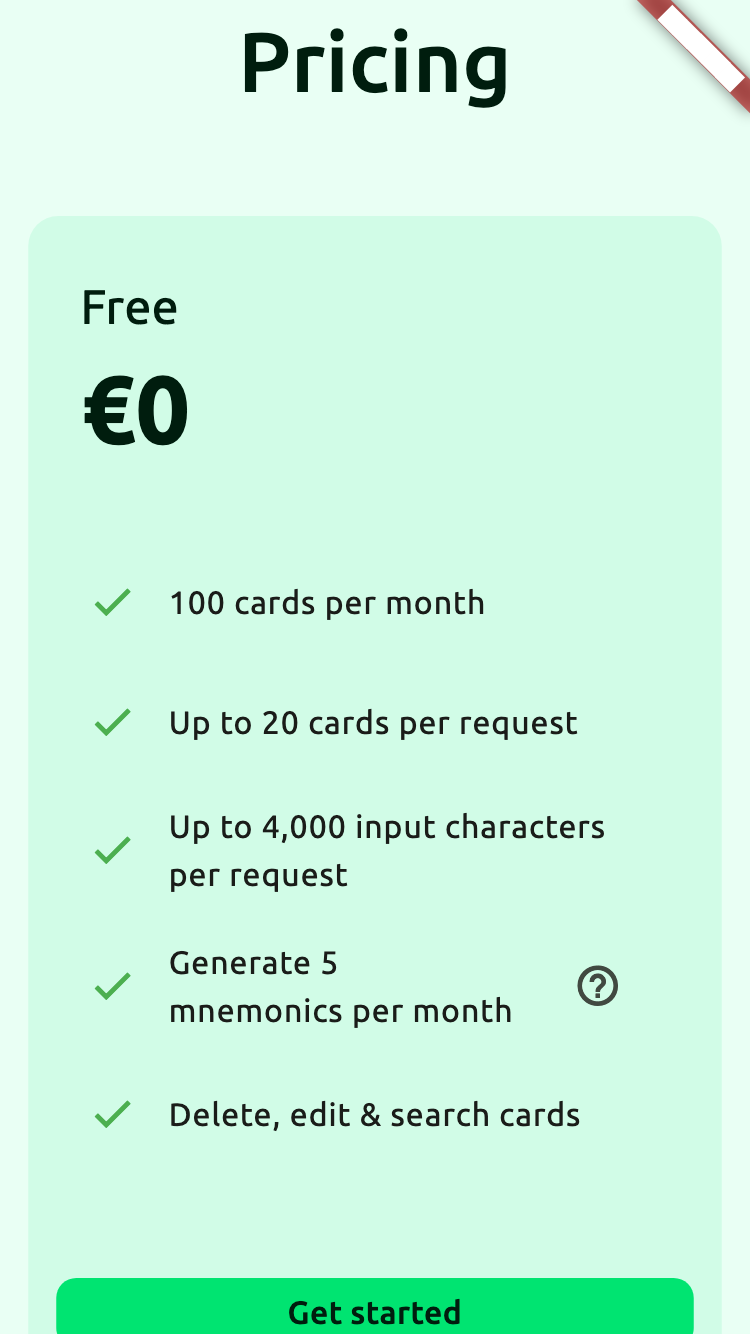 Pricing
Free
€0
100 cards per month
Up to 20 cards per request
Up to 4,000 input characters
per request
Generate 5
mnemonics per month
Delete, edit & search cards
Get started